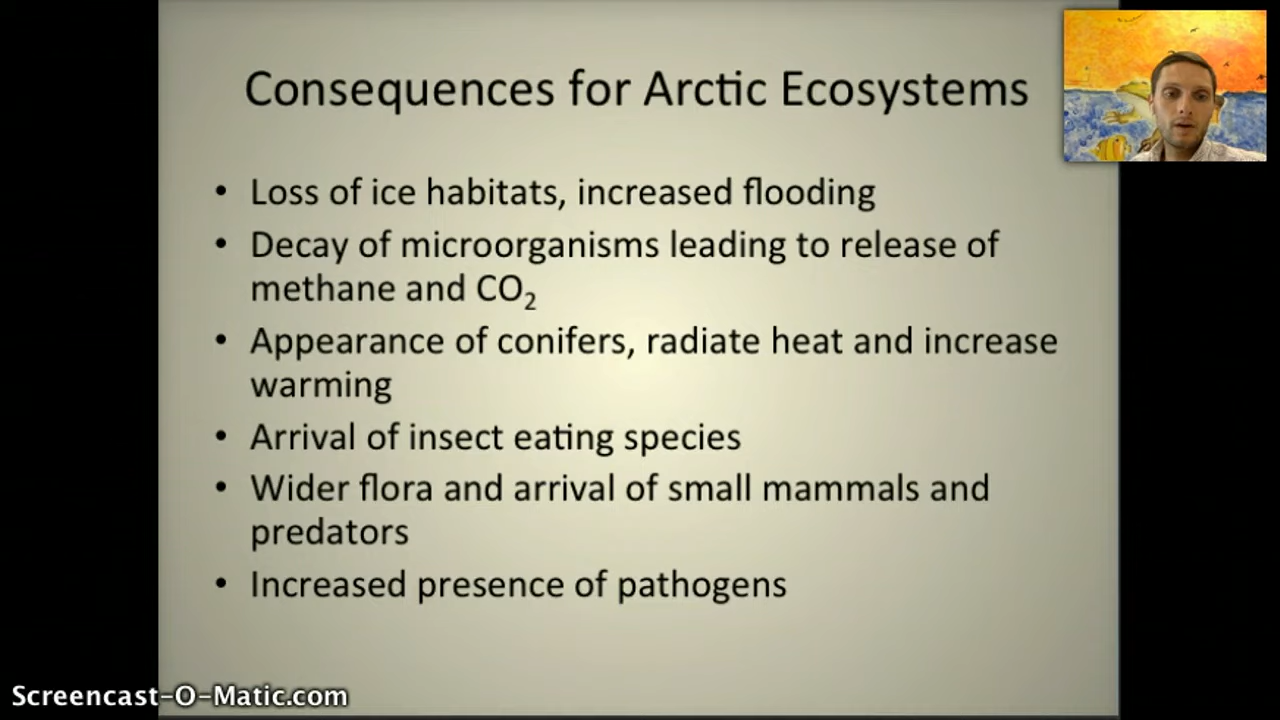 Consequences for Arctic Ecosystems
• Loss of ice habitats, increased flooding
• Decay of microorganisms leading to release of
methane and CO₂
• Appearance of conifers, radiate heat and increase
warming
• Arrival of insect eating species
• Wider flora and arrival of small mammals and
predators
• Increased presence of pathogens
Screencast-O-Matic.com